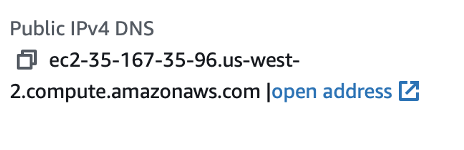 Public IPv4 DNS
ec2-35-167-35-96.us-west-
2.compute.amazonaws.com |open address